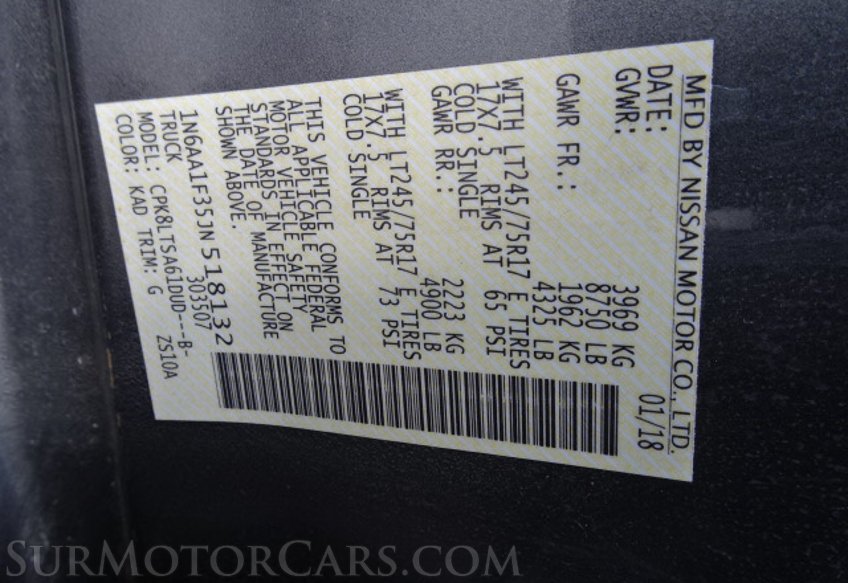 MFD BY NISSAN MOTOR CO., LTD.
DATE: 01/18
GVWR: 3969 KG
8750 LB
GAWR FR.: 1962 KG
4325 LB
WITH LT245/75R17 E TIRES
17X7.5 RIMS AT 65 PSI
COLD SINGLE
GAWR RR.: 2223 KG
4900 LB
WITH LT245/75R17 E TIRES
17X7.5 RIMS AT 73 PSI
COLD SINGLE
THIS VEHICLE CONFORMS TO
ALL APPLICABLE FEDERAL
MOTOR VEHICLE SAFETY
STANDARDS IN EFFECT ON
THE DATE OF MANUFACTURE
SHOWN ABOVE.
1N6AA1F35JN518132
TRUCK 303507
MODEL: CPK8LTSA61DUD---B-
COLOR: KAD TRIM: G ZS10A
SURMOTORCARS.COM